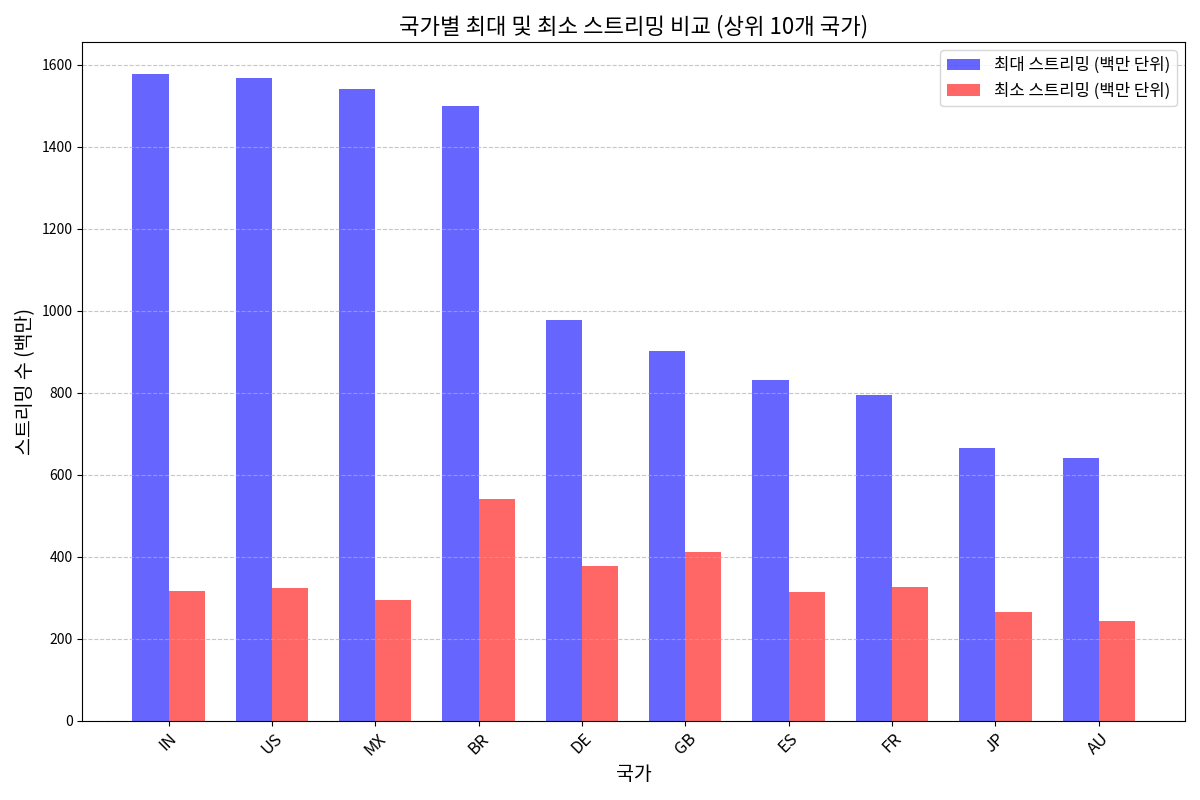 국가별 최대 및 최소 스트리밍 비교 (상위 10개 국가)
최대 스트리밍 (백만 단위)
최소 스트리밍 (백만 단위)
스트리밍 수 (백만)
1600
1400
1200
1000
800
600
400
200
0
IN
US
MX
BR
DE
GB
ES
FR
JP
AU
국가